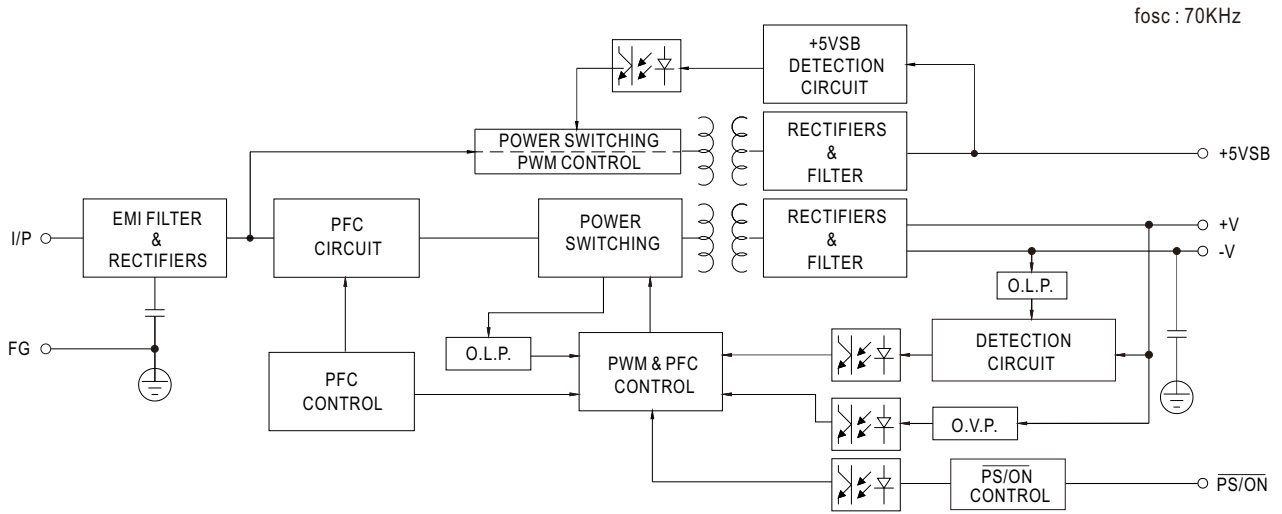 fosc : 70KHz
+5VSB
DETECTION
CIRCUIT
POWER SWITCHING
PWM CONTROL
RECTIFIERS
&
FILTER
+5VSB
I/P
EMI FILTER
&
RECTIFIERS
PFC
CIRCUIT
POWER
SWITCHING
RECTIFIERS
&
FILTER
+V
-V
O.L.P.
FG
PFC
CONTROL
O.L.P.
PWM & PFC
CONTROL
DETECTION
CIRCUIT
O.V.P.
PS/ON
CONTROL
PS/ON